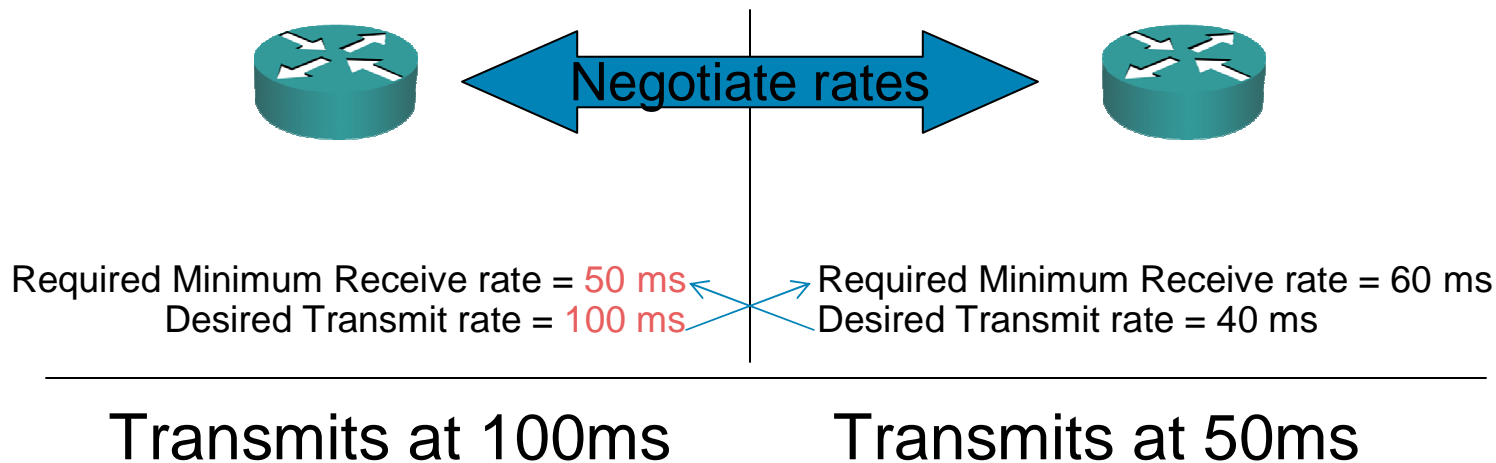 Negotiate rates
Required Minimum Receive rate = 50 ms
Desired Transmit rate = 100 ms
Required Minimum Receive rate = 60 ms
Desired Transmit rate = 40 ms
Transmits at 100ms
Transmits at 50ms